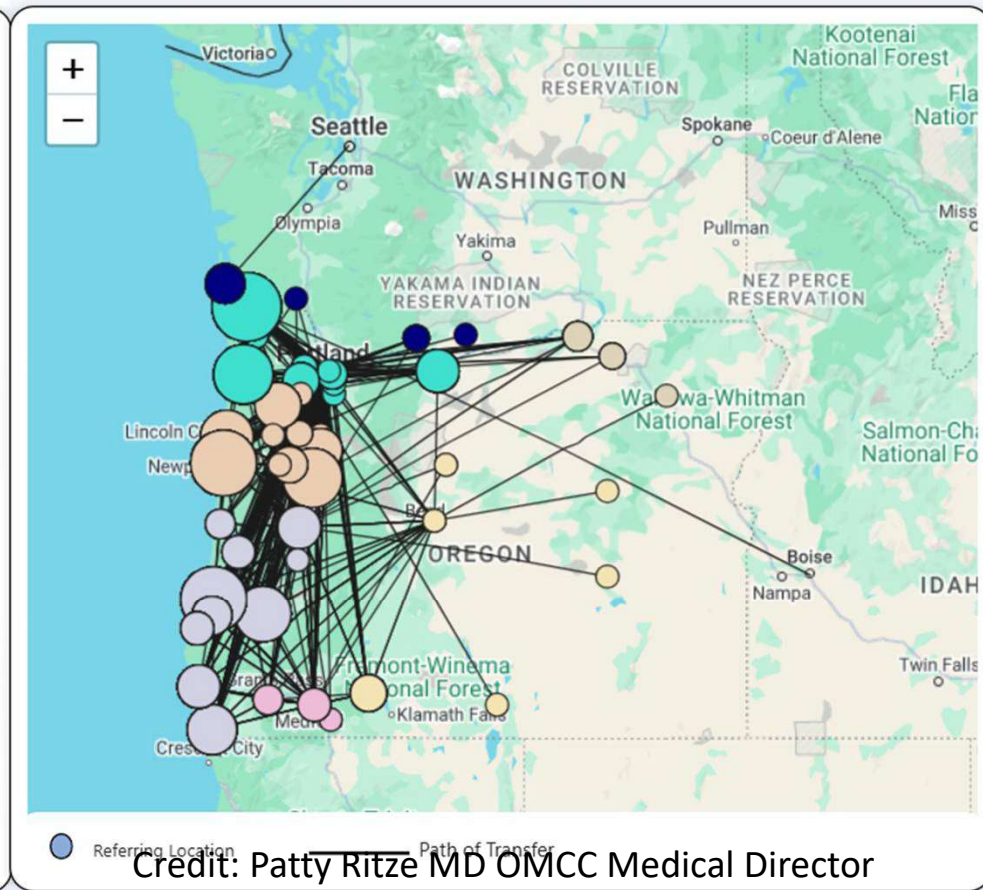 +
−
Victoria
Kootenai
National Forest
COLVILLE
RESERVATION
Seattle
Spokane
Coeur d'Alene
Tacoma
WASHINGTON
Olympia
Pullman
Yakima
YAKAMA INDIAN
RESERVATION
NEZ PERCE
RESERVATION
National Forest
Lincoln C
Newp
OREGON
Boise
Nampa
IDAH
Twin Falls
Klamath Falls
Referring Location
Path of Transfer
Credit: Patty Ritze MD OMCC Medical Director